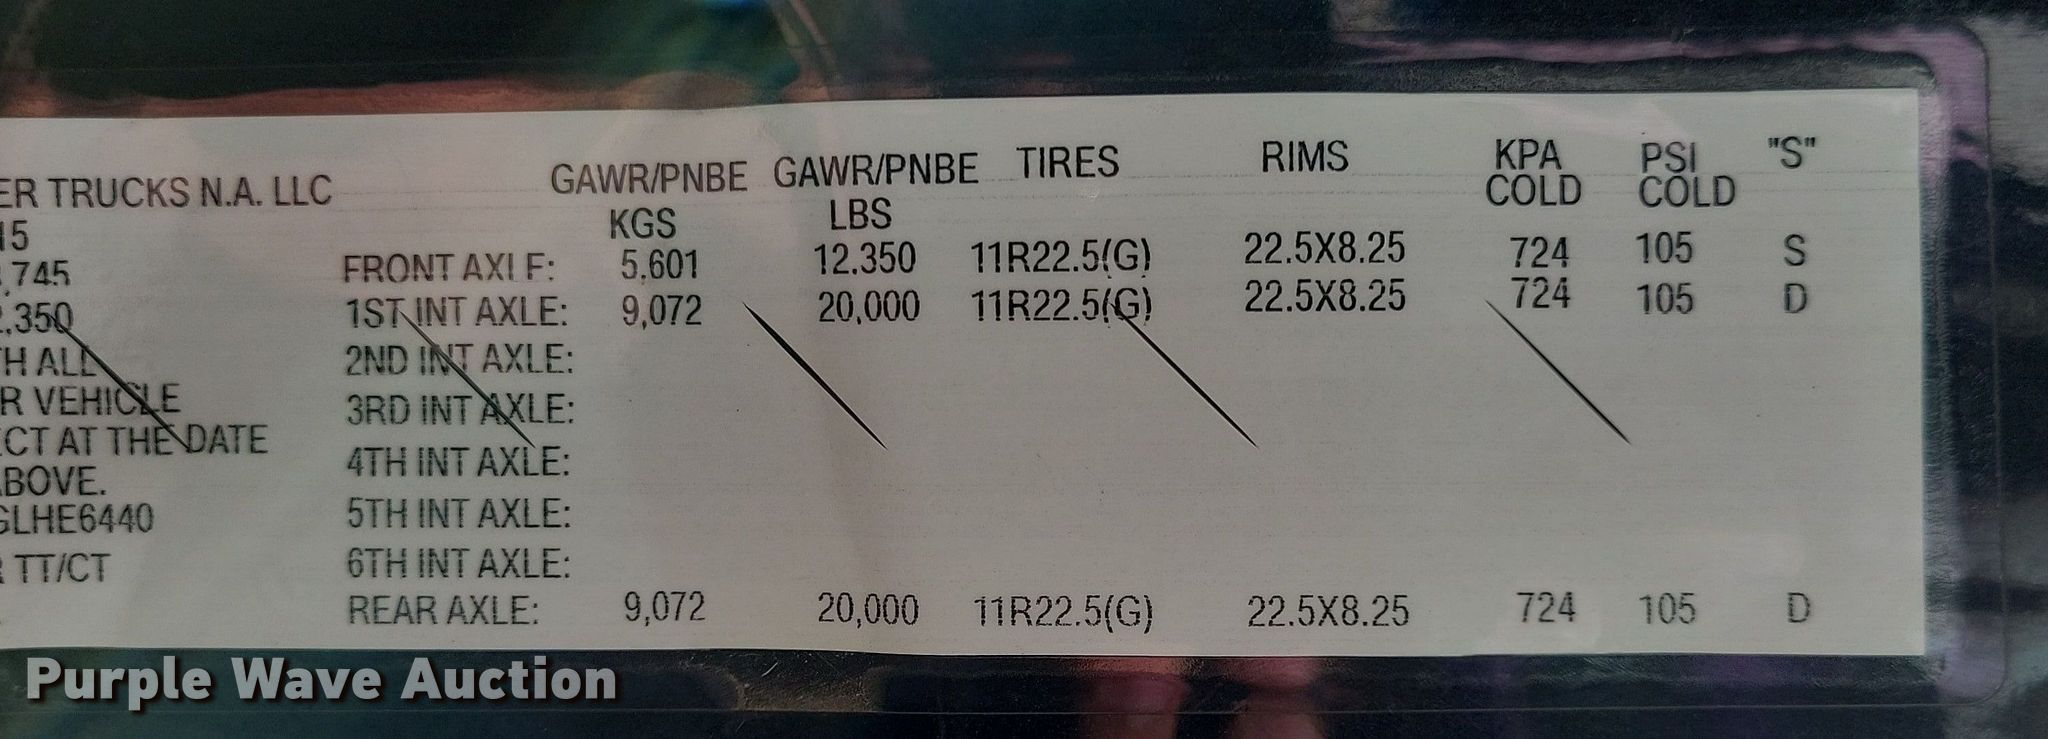 ER TRUCKS N.A. LLC
GAWR/PNBE GAWR/PNBE TIRES RIMS KPA PSI "S"
KGS LBS COLD COLD
15
FRONT AXLE: 5,601 12.350 11R22.5(G) 22.5X8.25 724 105 S
,745
1ST INT AXLE: 9,072 20,000 11R22.5(G) 22.5X8.25 724 105 D
,350
2ND INT AXLE:
TH ALL
3RD INT AXLE:
R VEHICLE
4TH INT AXLE:
ECT AT THE DATE
ABOVE.
5TH INT AXLE:
GLHE6440
6TH INT AXLE:
TT/CT
REAR AXLE: 9,072 20,000 11R22.5(G) 22.5X8.25 724 105 D
Purple Wave Auction